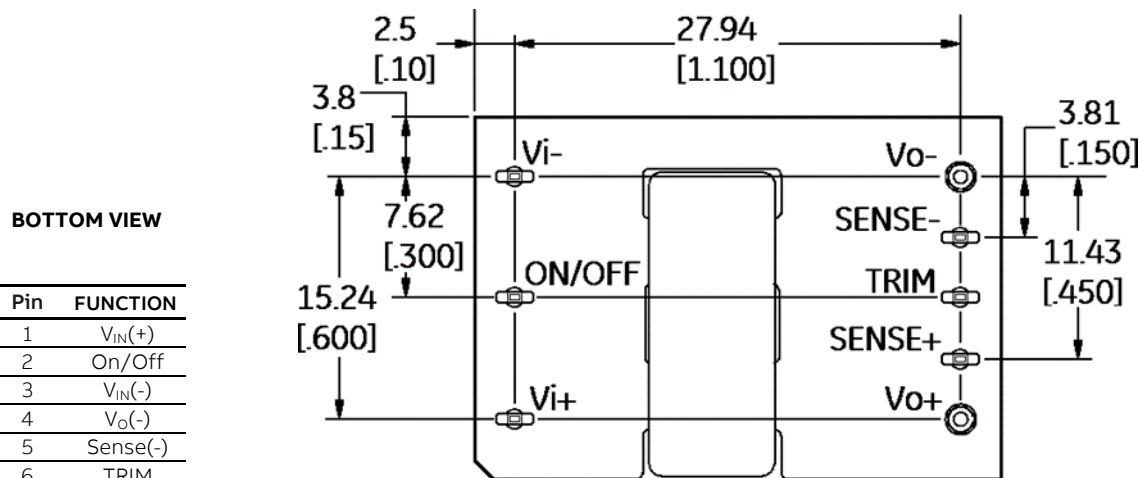 2.5
[.10]
27.94
[1.100]
3.8
[.15]
3.81
[.150]
Vi-
Vo-
BOTTOM VIEW
7.62
[.300]
SENSE-
11.43
[.450]
ON/OFF
TRIM
15.24
[.600]
SENSE+
Vi+
Vo+
Pin FUNCTION
1 VIN(+)
2 On/Off
3 VIN(-)
4 VO(-)
5 Sense(-)
6 TRIM